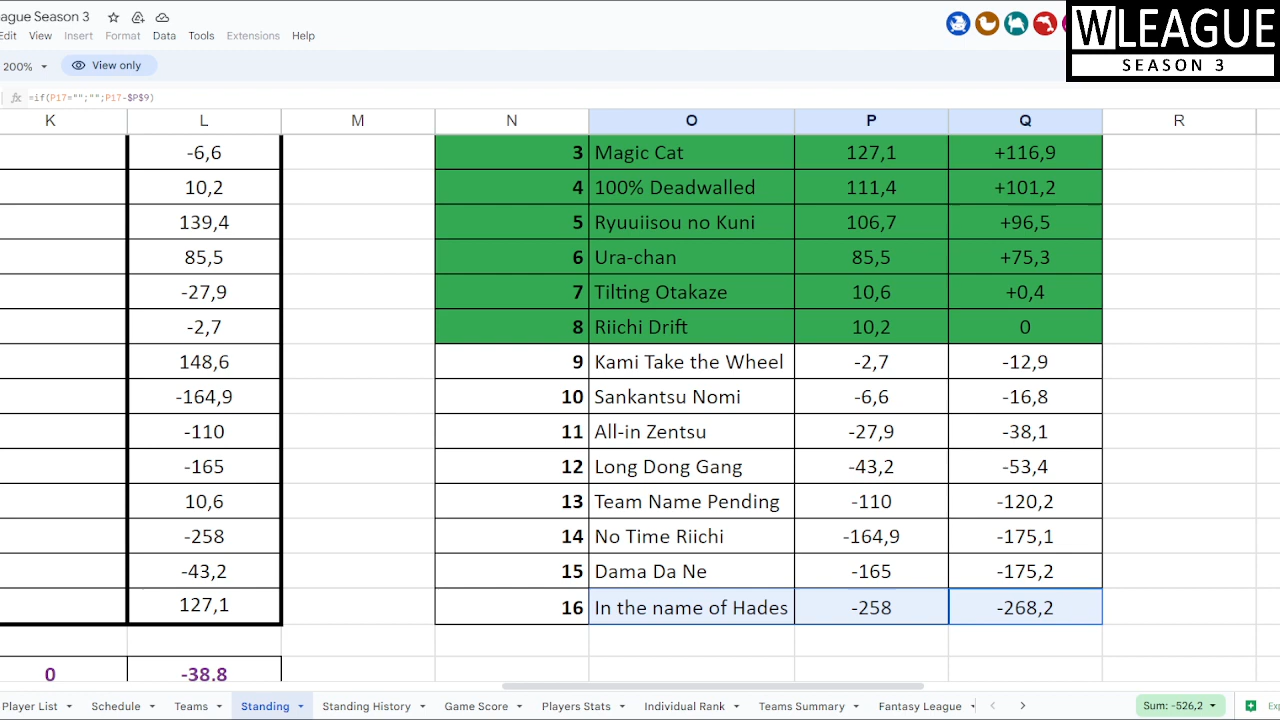 ague Season 3
Edit View Insert Format Data Tools Extensions Help
200% View only
fx =if(P17="";"";P17-$P$9)
K L M N O P Q R
-6,6 3 Magic Cat 127,1 +116,9
10,2 4 100% Deadwalled 111,4 +101,2
139,4 5 Ryuuiisou no Kuni 106,7 +96,5
85,5 6 Ura-chan 85,5 +75,3
-27,9 7 Tilting Otakaze 10,6 +0,4
-2,7 8 Riichi Drift 10,2 0
148,6 9 Kami Take the Wheel -2,7 -12,9
-164,9 10 Sankantsu Nomi -6,6 -16,8
-110 11 All-in Zentsu -27,9 -38,1
-165 12 Long Dong Gang -43,2 -53,4
10,6 13 Team Name Pending -110 -120,2
-258 14 No Time Riichi -164,9 -175,1
-43,2 15 Dama Da Ne -165 -175,2
127,1 16 In the name of Hades -258 -268,2
0 -38,8
Player List Schedule Teams Standing Standing History Game Score Players Stats Individual Rank Teams Summary Fantasy League Sum: -526,2 Exp
WLEAGUE
SEASON 3